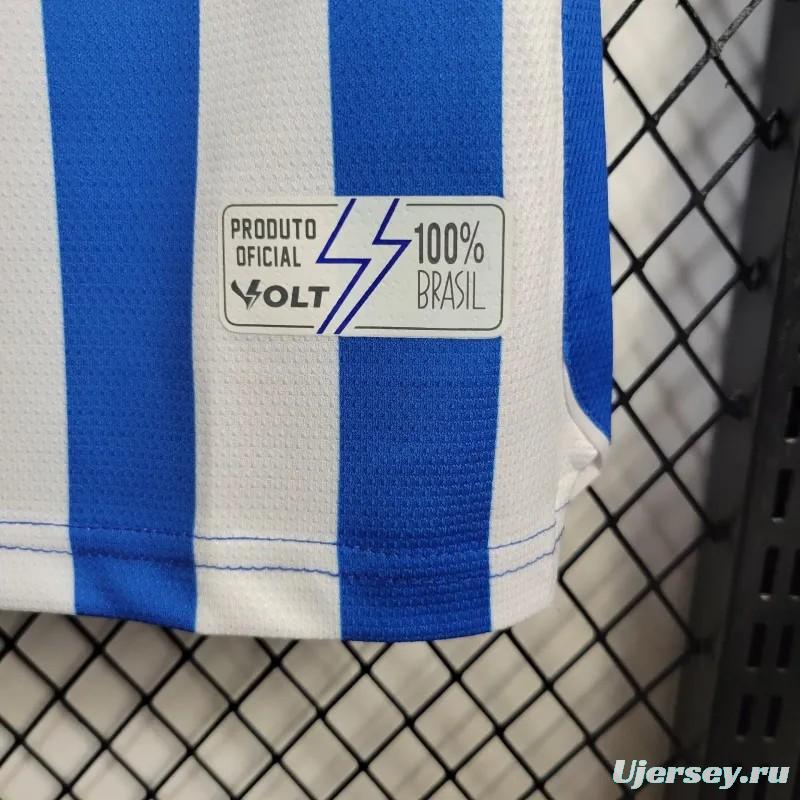 PRODUTO
OFICIAL
VOLT
100%
BRASIL
Ujersey.ru